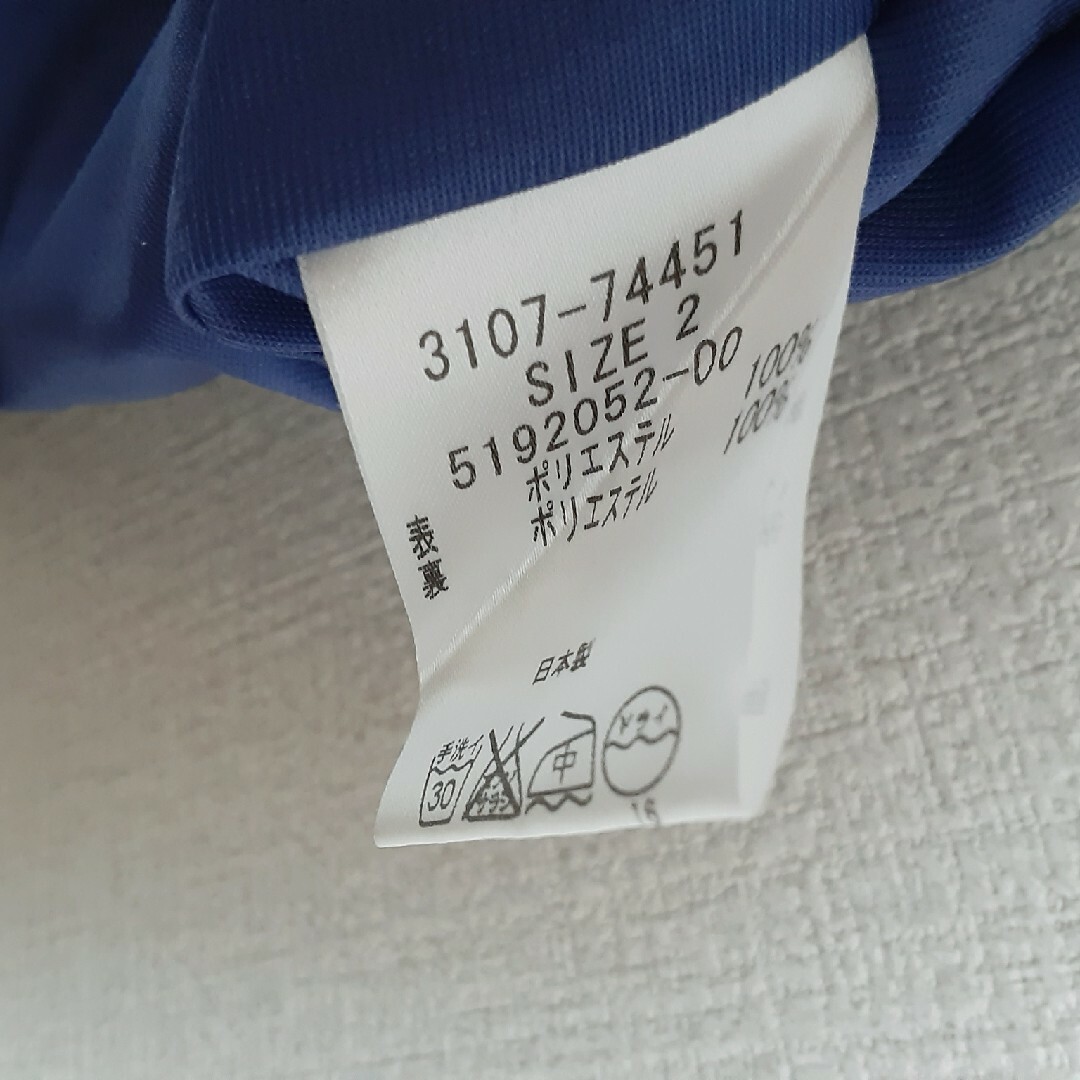 3107-74451
SIZE 2
5192052-00
表 ポリエステル 100%
裏 ポリエステル 100%
日本製
手洗イ 30 中 ドライ